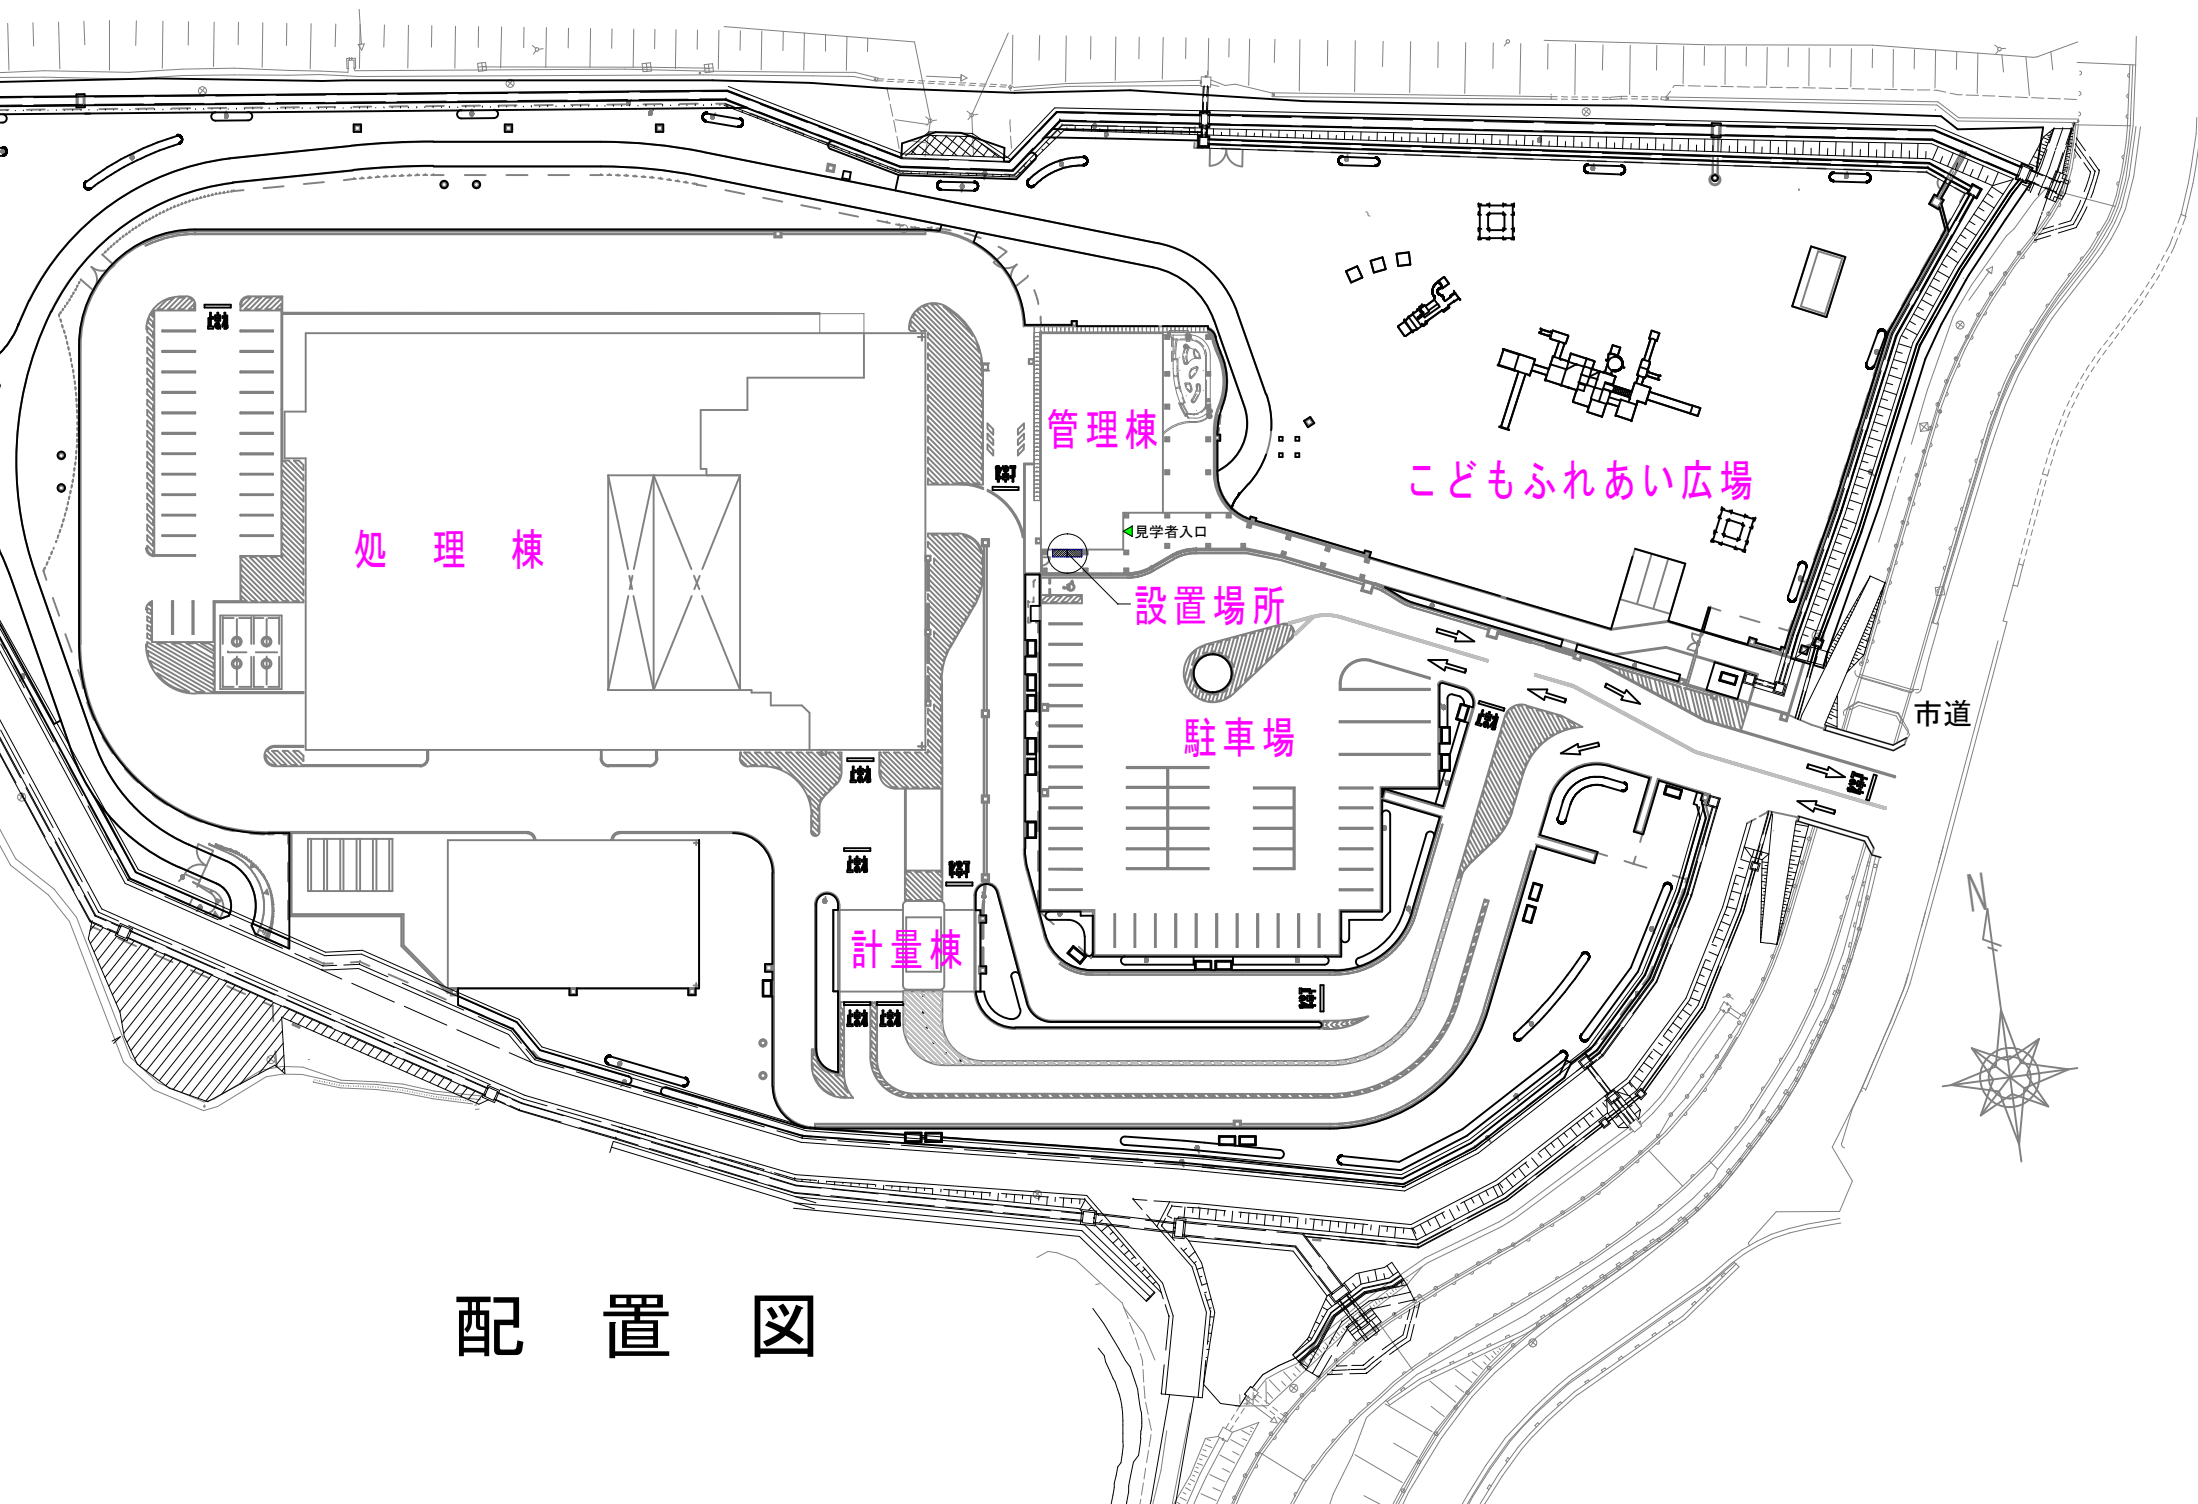 管理棟
こどもふれあい広場
見学者入口
処理棟
設置場所
市道
駐車場
計量棟
N
配置図